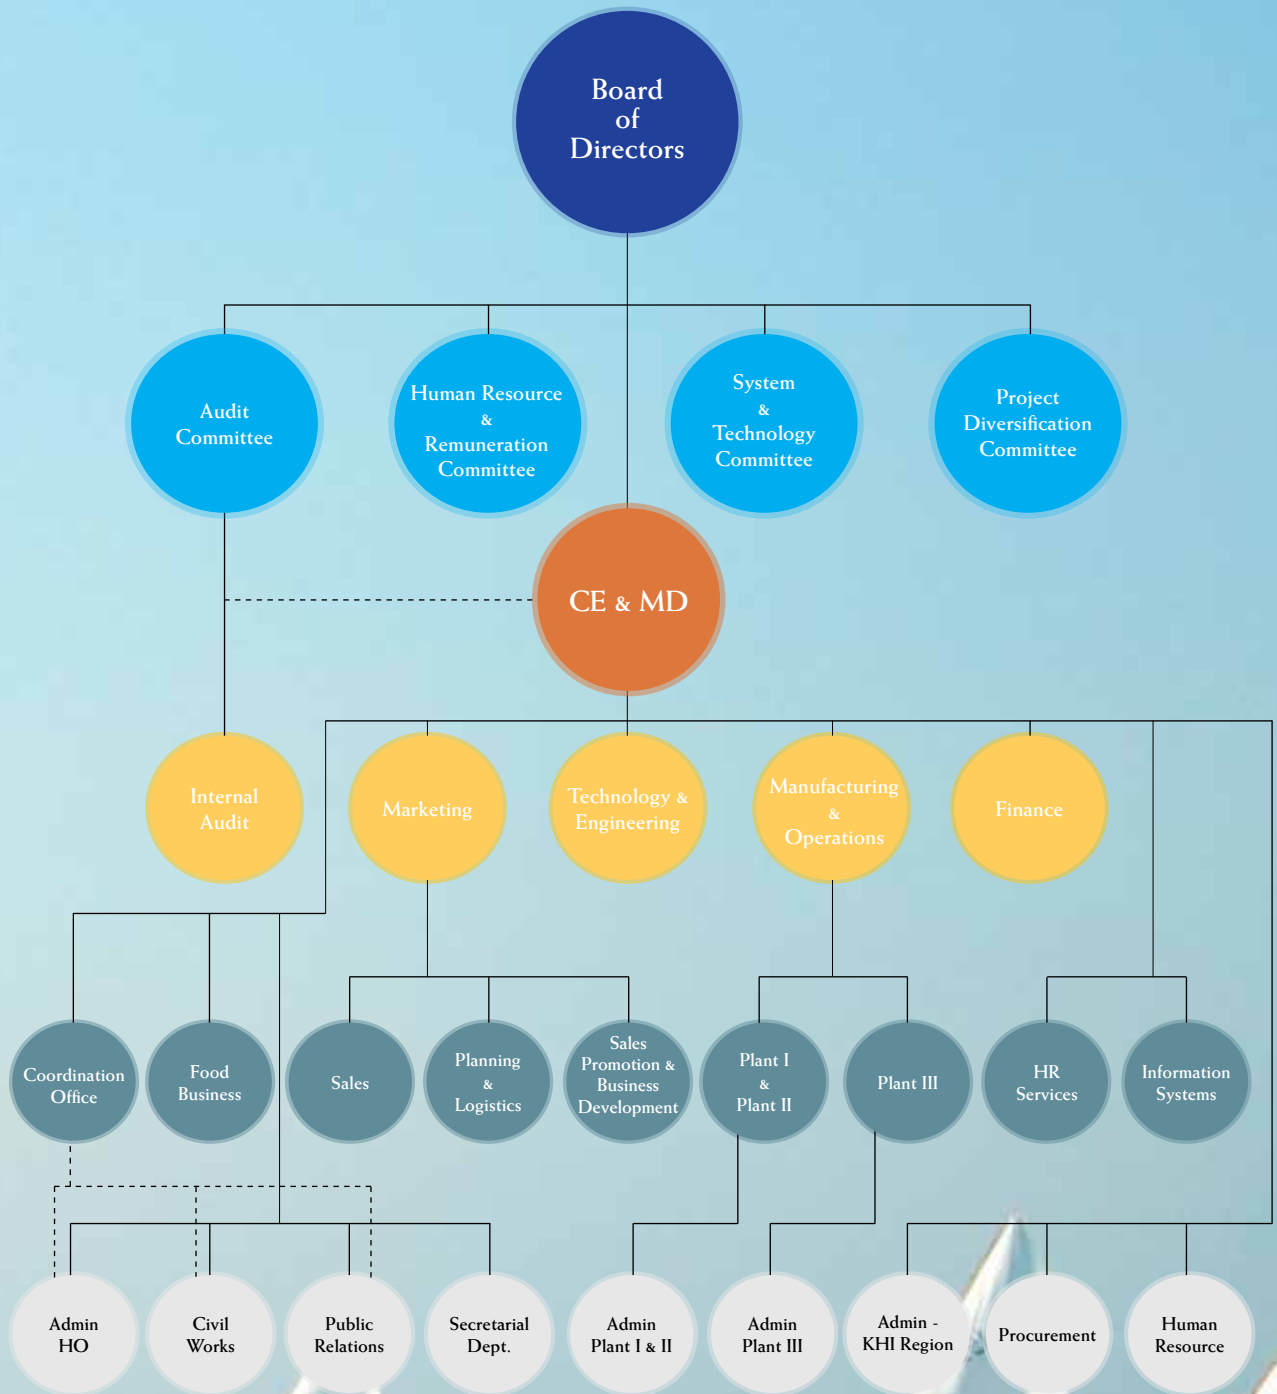 Board
of
Directors
Audit
Committee
Human Resource
&
Remuneration
Committee
System
&
Technology
Committee
Project
Diversification
Committee
CE & MD
Internal
Audit
Marketing
Technology &
Engineering
Manufacturing
&
Operations
Finance
Coordination
Office
Food
Business
Sales
Planning
&
Logistics
Sales
Promotion &
Business
Development
Plant I
&
Plant II
Plant III
HR
Services
Information
Systems
Admin
HO
Civil
Works
Public
Relations
Secretarial
Dept.
Admin
Plant I & II
Admin
Plant III
Admin -
KHI Region
Procurement
Human
Resource